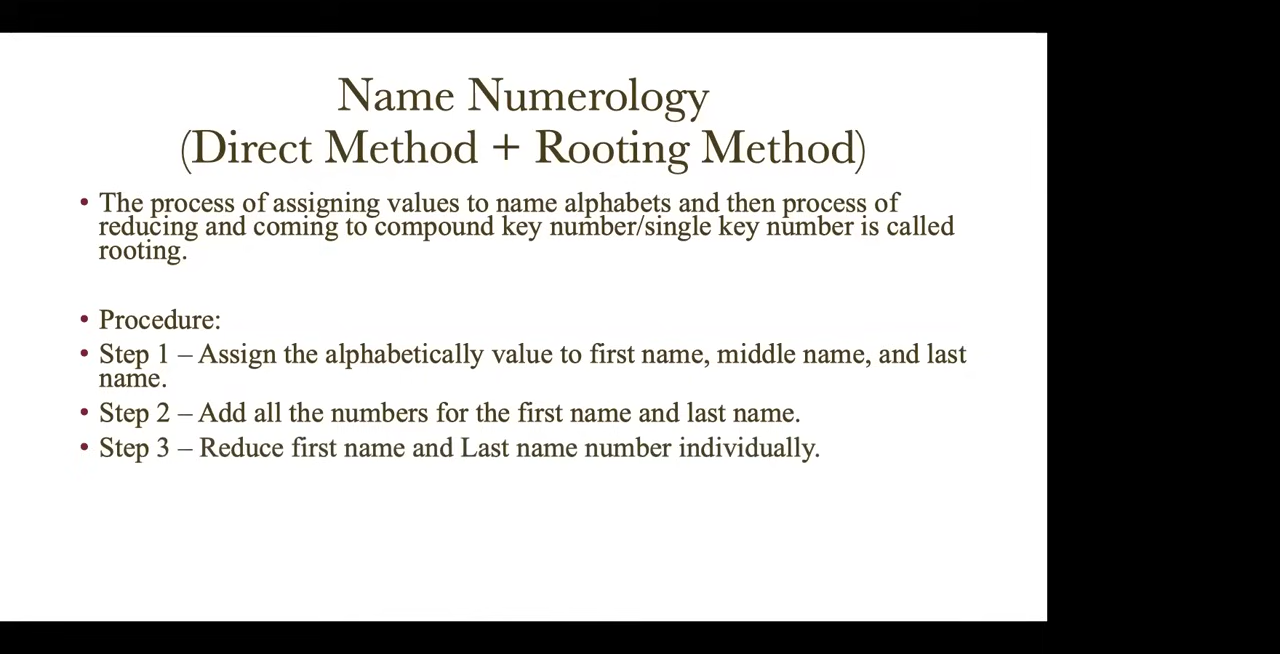 Name Numerology
(Direct Method + Rooting Method)
• The process of assigning values to name alphabets and then process of
reducing and coming to compound key number/single key number is called
rooting.
• Procedure:
• Step 1 – Assign the alphabetically value to first name, middle name, and last
name.
• Step 2 – Add all the numbers for the first name and last name.
• Step 3 – Reduce first name and Last name number individually.